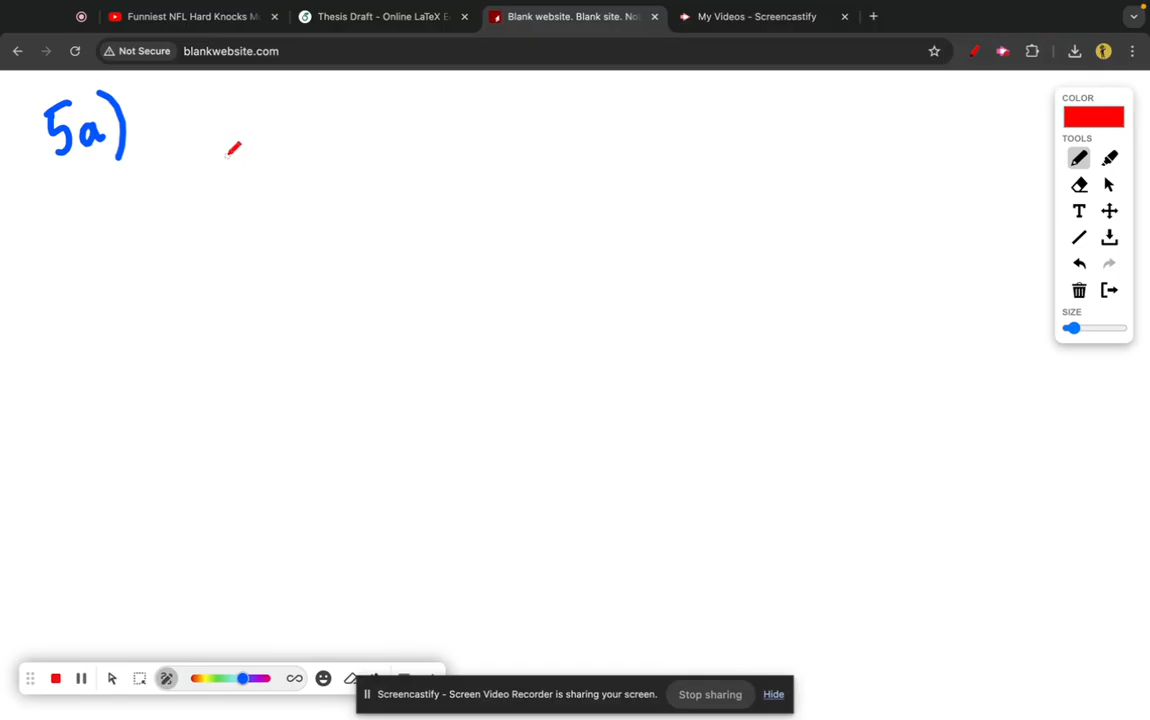 Funniest NFL Hard Knocks Mo
Thesis Draft - Online LaTeX E
Blank website. Blank site. No
My Videos - Screencastify
Not Secure
blankwebsite.com
5a)
COLOR
TOOLS
T
SIZE
Screencastify - Screen Video Recorder is sharing your screen.
Stop sharing
Hide